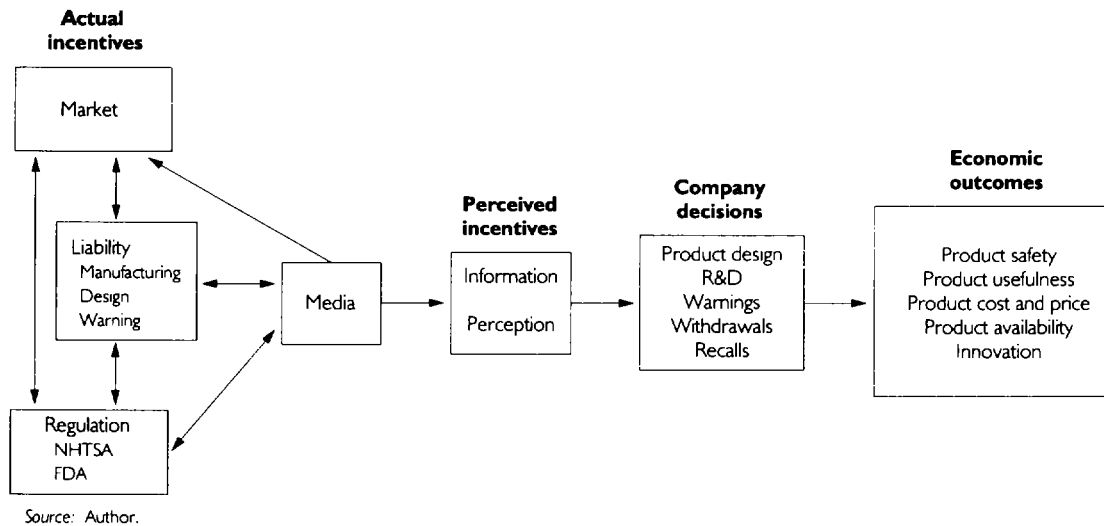 Actual
incentives
Market
Liability
Manufacturing
Design
Warning
Regulation
NHTSA
FDA
Media
Perceived
incentives
Information
Perception
Company
decisions
Product design
R&D
Warnings
Withdrawals
Recalls
Economic
outcomes
Product safety
Product usefulness
Product cost and price
Product availability
Innovation
Source: Author.